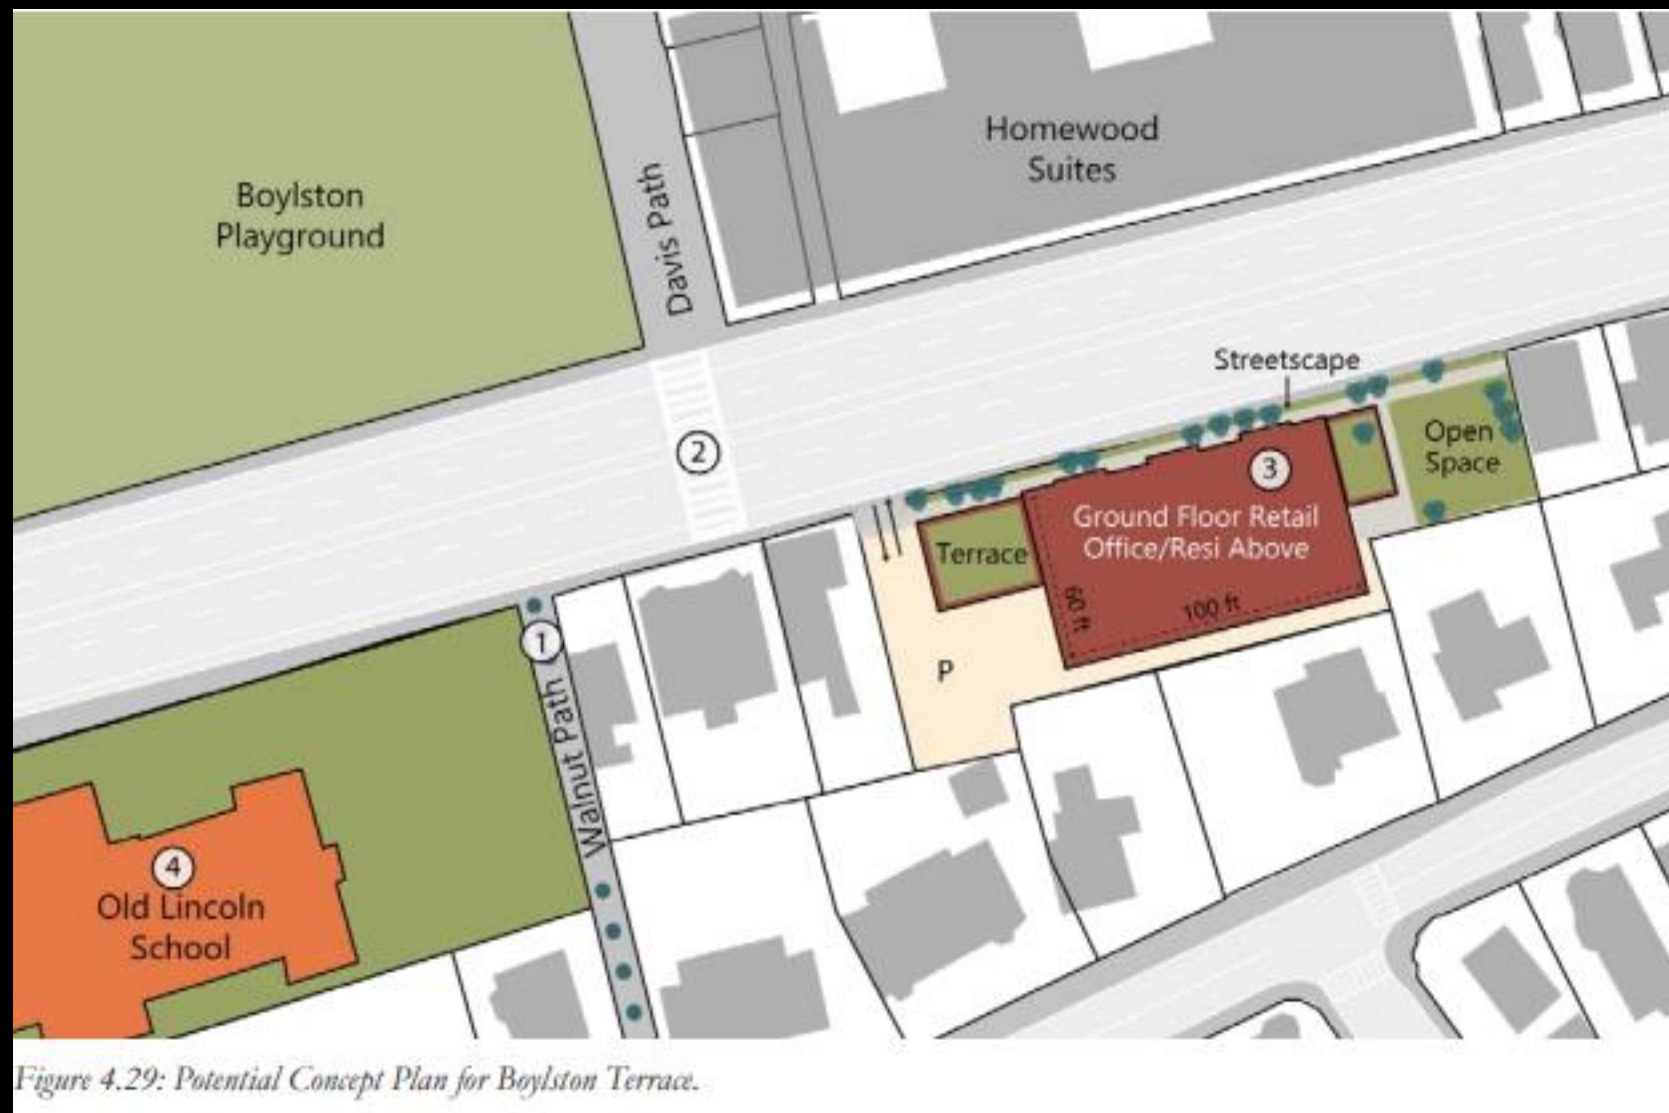 Homewood
Suites
Boylston
Playground
Davis Path
Streetscape
2
Open
Space
3
Ground Floor Retail
Office/Resi Above
Terrace
60 ft
100 ft
1
P
Walnut Path
4
Old Lincoln
School
Figure 4.29: Potential Concept Plan for Boylston Terrace.